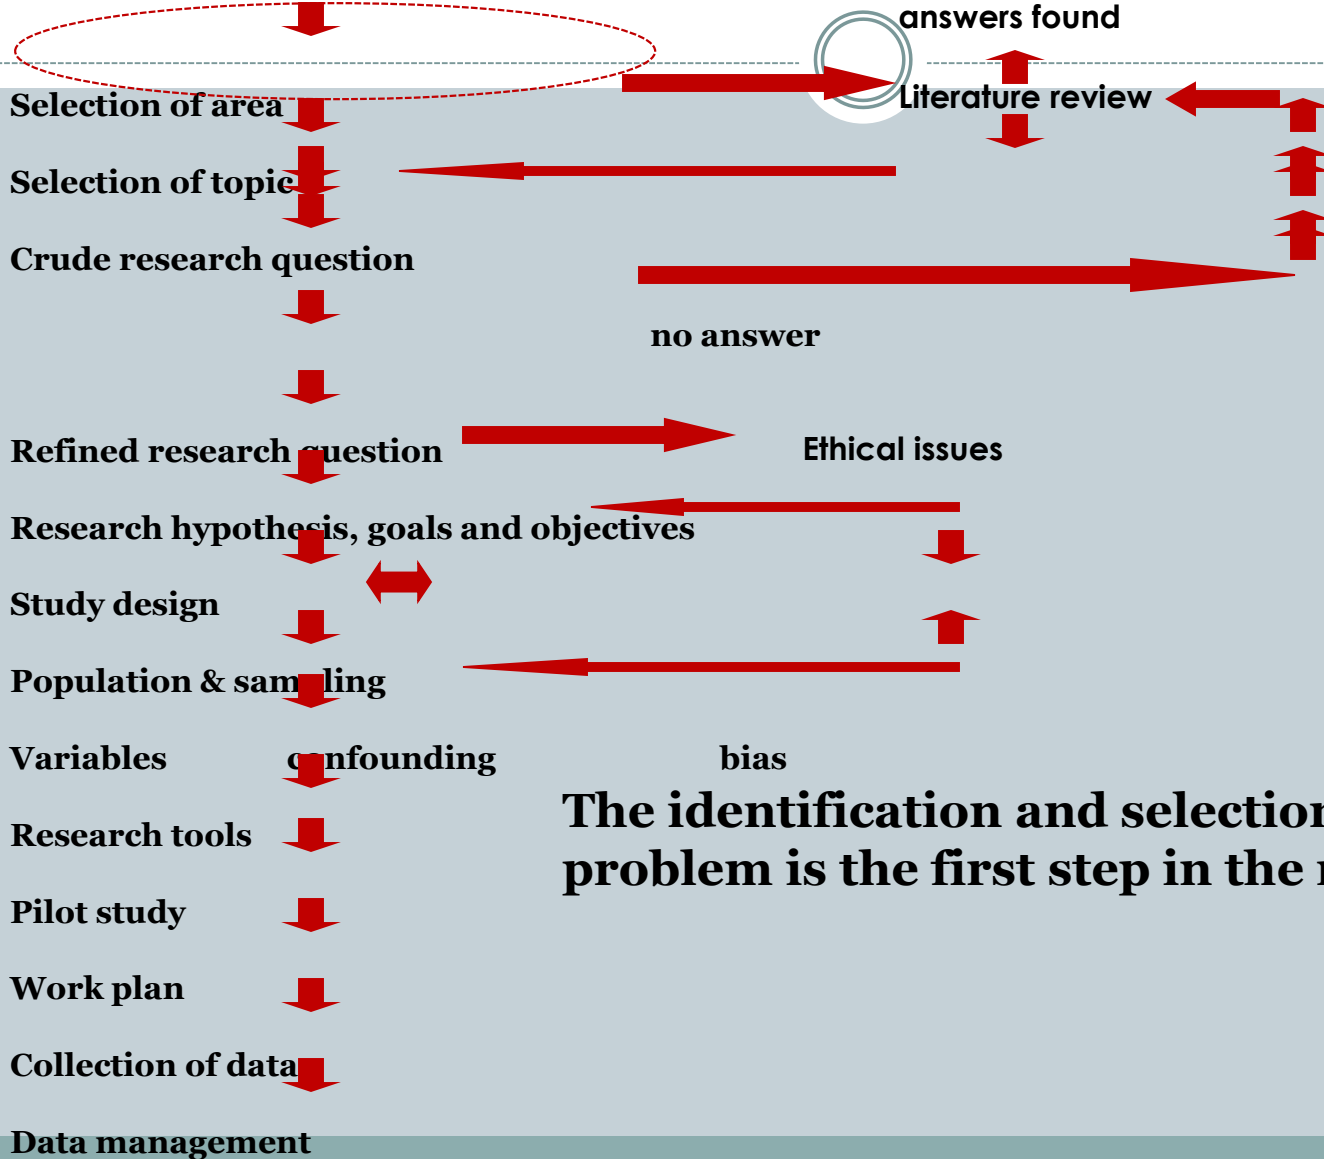 answers found
Selection of area
Literature review
Selection of topic
Crude research question
no answer
Refined research question
Ethical issues
Research hypothesis, goals and objectives
Study design
Population & sampling
Variables confounding bias
The identification and selection
problem is the first step in the
Research tools
Pilot study
Work plan
Collection of data
Data management